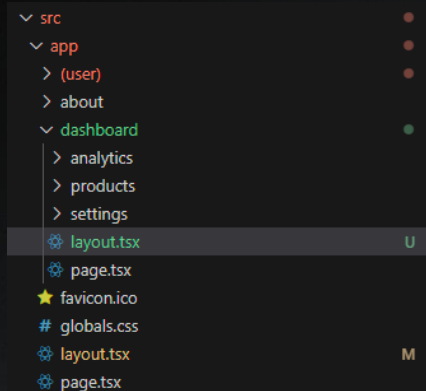 src
app
(user)
about
dashboard
analytics
products
settings
layout.tsx U
page.tsx
favicon.ico
# globals.css
layout.tsx M
page.tsx